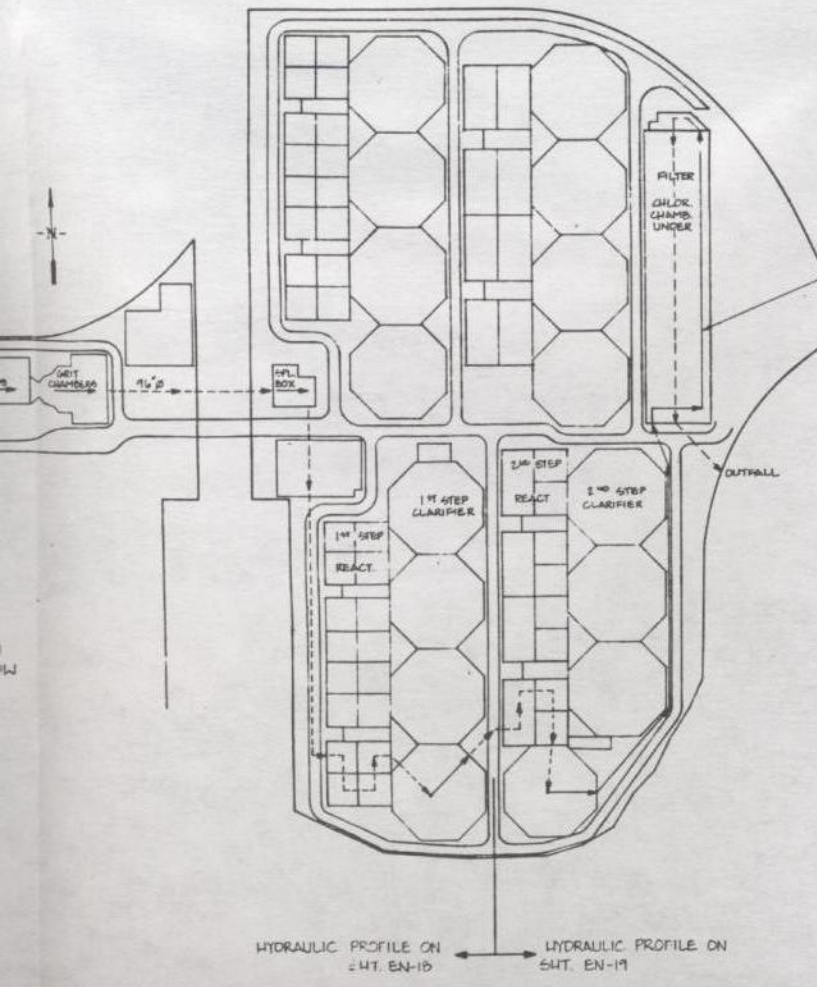 -N-
FILTER
CHLOR.
CHAMB.
UNDER
GRIT
CHAMBERS
96"ø
SPL.
BOX
OUTFALL
1ST STEP
CLARIFIER
2ND STEP
REACT
2ND STEP
CLARIFIER
1ST STEP
REACT.
HYDRAULIC PROFILE ON
SHT. EN-18
HYDRAULIC PROFILE ON
SHT. EN-19